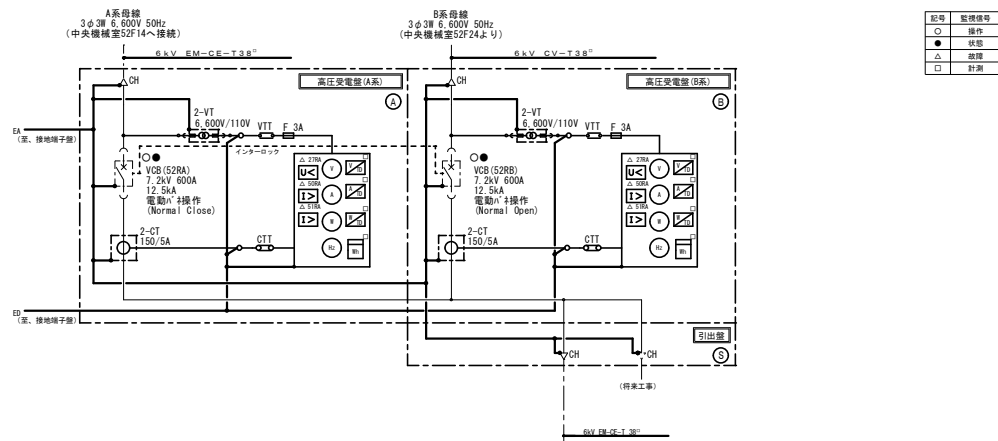 A系母線
3φ3W 6,600V 50Hz
(中央機械室52F14へ接続)
6kV EM-CE-T38□
CH
高圧受電盤(A系)
A
2-VT
6,600V/110V
VTT
F 3A
EA
(至、接地端子盤)
インターロック
○●
VCB(52RA)
7.2kV 600A
12.5kA
電動ﾊﾞﾈ操作
(Normal Close)
△ 27RA
U<
V
V/TD
△ 50RA
I>
A
A/TD
△ 51RA
I>
W
W/TD
Hz
Wh
2-CT
150/5A
CTT
ED
(至、接地端子盤)
B系母線
3φ3W 6,600V 50Hz
(中央機械室52F24より)
6kV CV-T38□
CH
高圧受電盤(B系)
B
2-VT
6,600V/110V
VTT
F 3A
○●
VCB(52RB)
7.2kV 600A
12.5kA
電動ﾊﾞﾈ操作
(Normal Open)
△ 27RA
U<
V
V/TD
△ 50RA
I>
A
A/TD
△ 51RA
I>
W
W/TD
Hz
Wh
2-CT
150/5A
CTT
引出盤
S
CH
CH
(将来工事)
6kV EM-CE-T 38□
記号 監視信号
○ 操作
● 状態
△ 故障
□ 計測